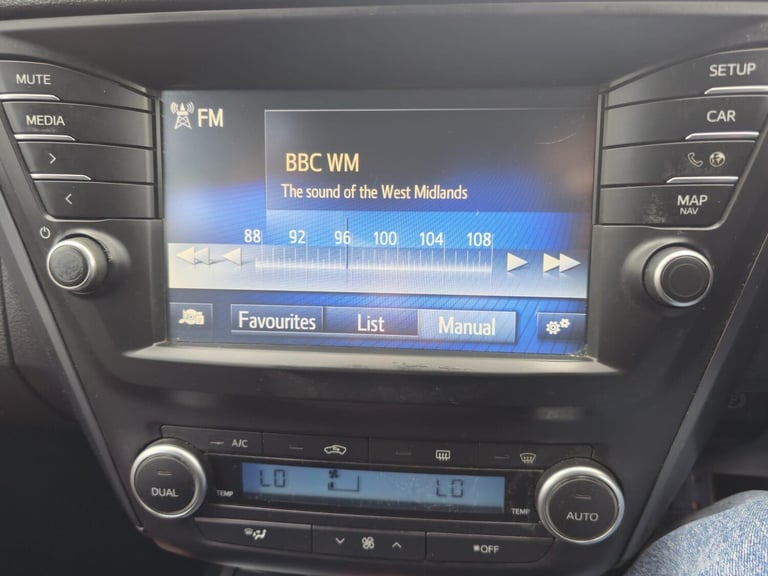 MUTE
MEDIA
>
<
FM
BBC WM
The sound of the West Midlands
88 92 96 100 104 108
Favourites List Manual
SETUP
CAR
MAP
NAV
A/C
DUAL
TEMP
LO
LO
TEMP
AUTO
OFF